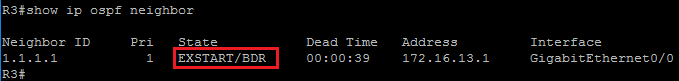 R3#show ip ospf neighbor
Neighbor ID     Pri   State           Dead Time   Address         Interface
1.1.1.1           1   EXSTART/BDR     00:00:39    172.16.13.1     GigabitEthernet0/0
R3#